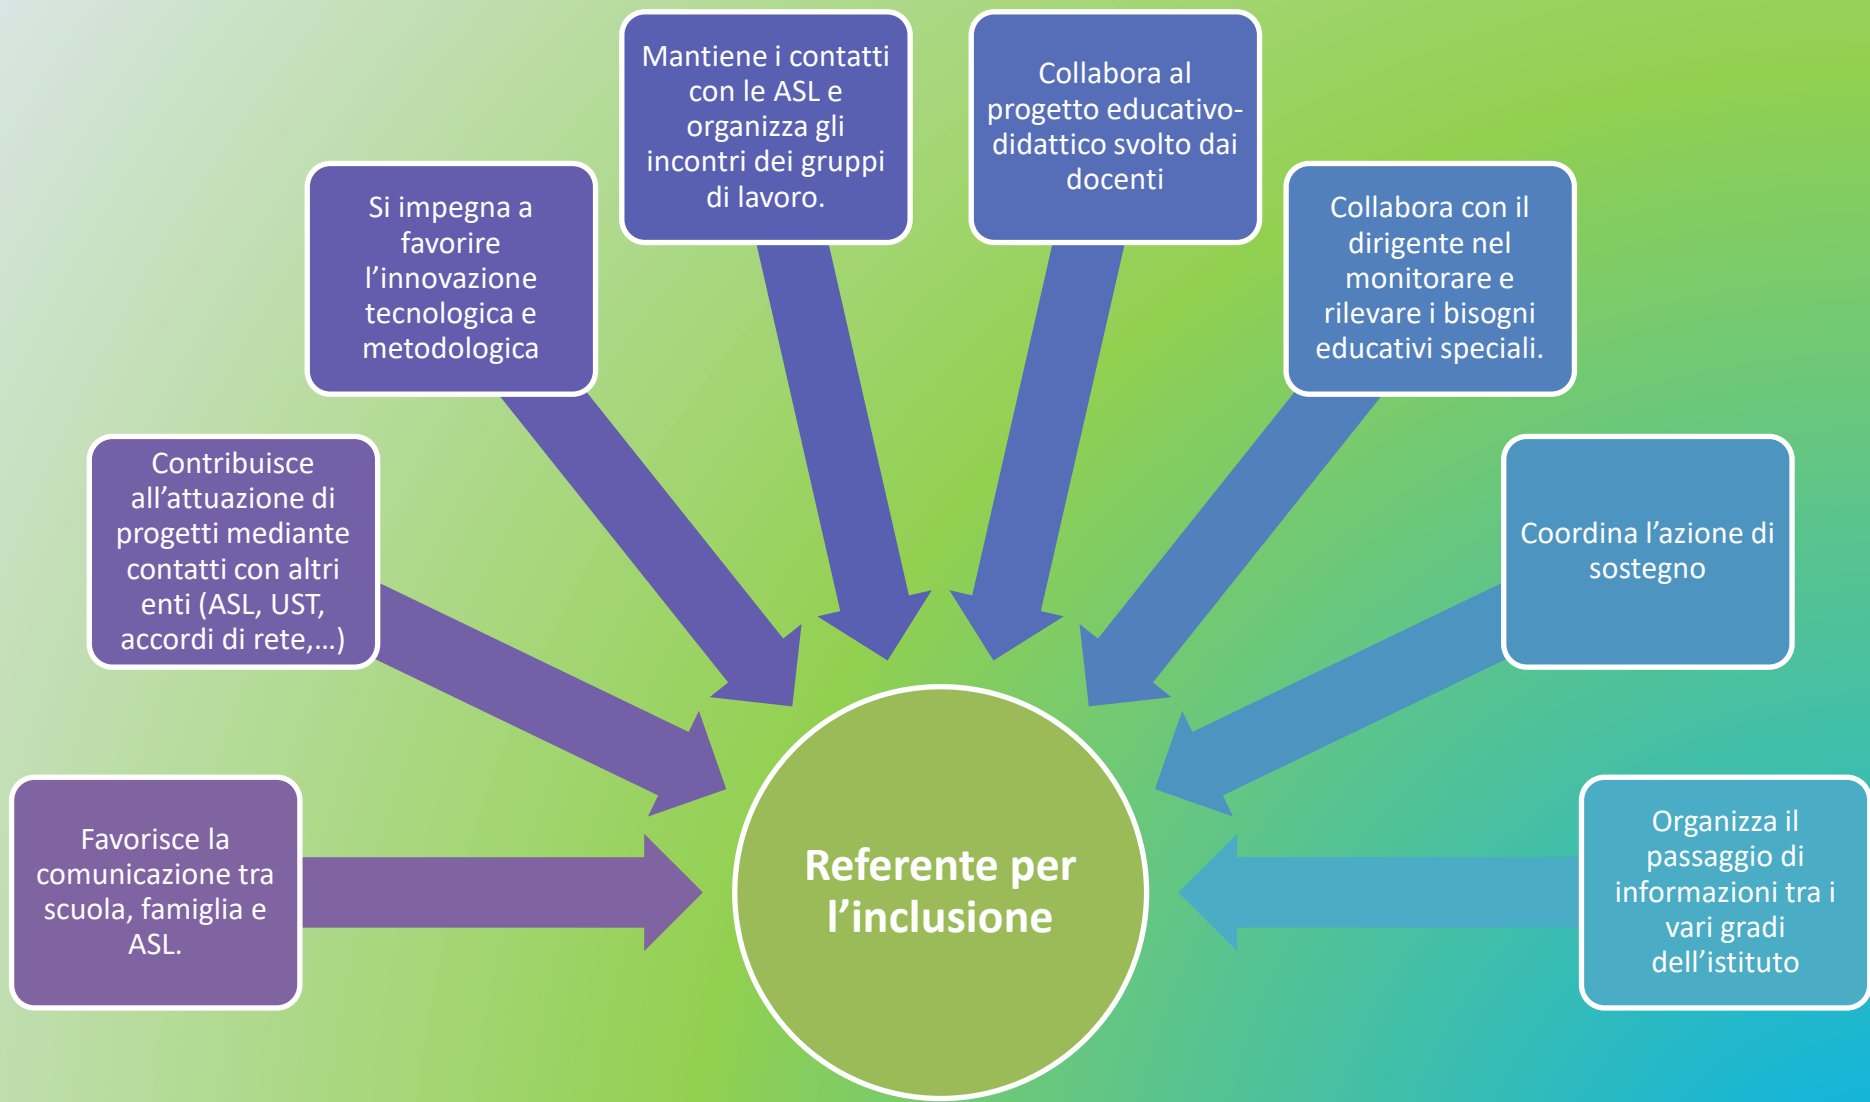 Favorisce la
comunicazione tra
scuola, famiglia e
ASL.
Contribuisce
all’attuazione di
progetti mediante
contatti con altri
enti (ASL, UST,
accordi di rete,...)
Si impegna a
favorire
l’innovazione
tecnologica e
metodologica
Mantiene i contatti
con le ASL e
organizza gli
incontri dei gruppi
di lavoro.
Collabora al
progetto educativo-
didattico svolto dai
docenti
Collabora con il
dirigente nel
monitorare e
rilevare i bisogni
educativi speciali.
Coordina l’azione di
sostegno
Organizza il
passaggio di
informazioni tra i
vari gradi
dell’istituto
Referente per
l’inclusione